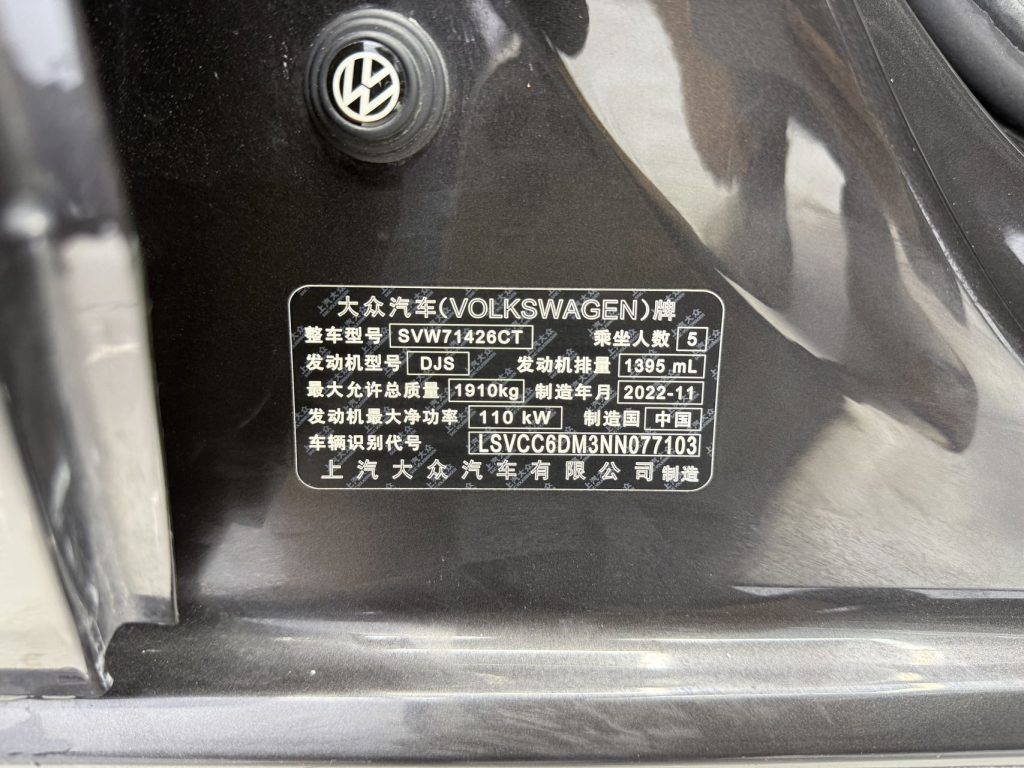 大众汽车(VOLKSWAGEN)牌
整车型号 SVW71426CT 乘坐人数 5
发动机型号 DJS 发动机排量 1395 mL
最大允许总质量 1910kg 制造年月 2022-11
发动机最大净功率 110 kW 制造国 中国
车辆识别代号 LSVCC6DM3NN077103
上汽大众汽车有限公司 制造